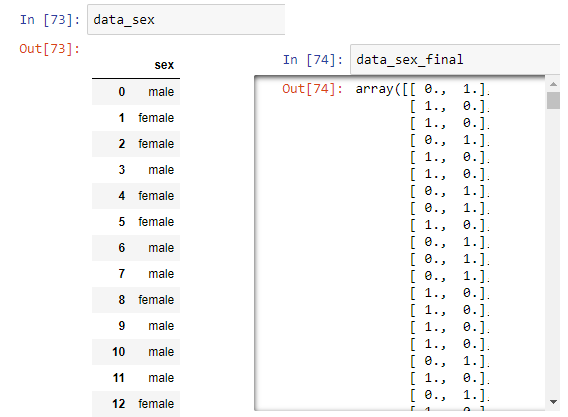 In [73]: data_sex
Out[73]:
sex
0 male
1 female
2 female
3 male
4 female
5 female
6 male
7 male
8 female
9 male
10 male
11 male
12 female
In [74]: data_sex_final
Out[74]: array([[ 0., 1.],
[ 1., 0.],
[ 1., 0.],
[ 0., 1.],
[ 1., 0.],
[ 1., 0.],
[ 0., 1.],
[ 0., 1.],
[ 1., 0.],
[ 0., 1.],
[ 0., 1.],
[ 0., 1.],
[ 1., 0.],
[ 1., 0.],
[ 1., 0.],
[ 1., 0.],
[ 0., 1.],
[ 1., 0.],
[ 0., 1.],